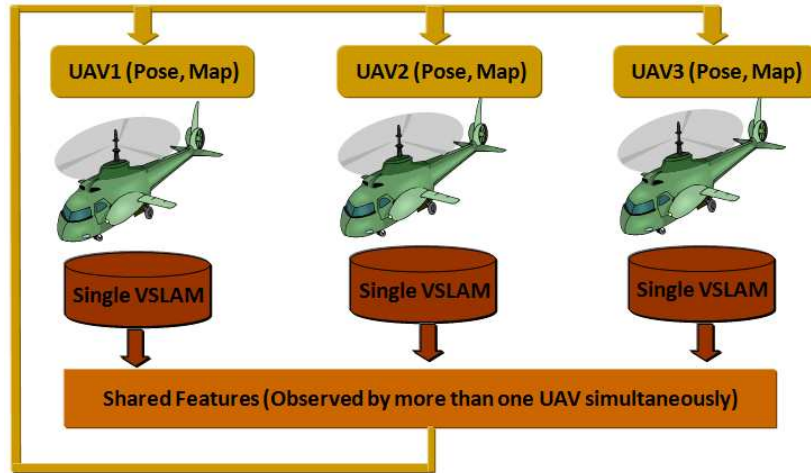 UAV1 (Pose, Map)
UAV2 (Pose, Map)
UAV3 (Pose, Map)
Single VSLAM
Single VSLAM
Single VSLAM
Shared Features (Observed by more than one UAV simultaneously)